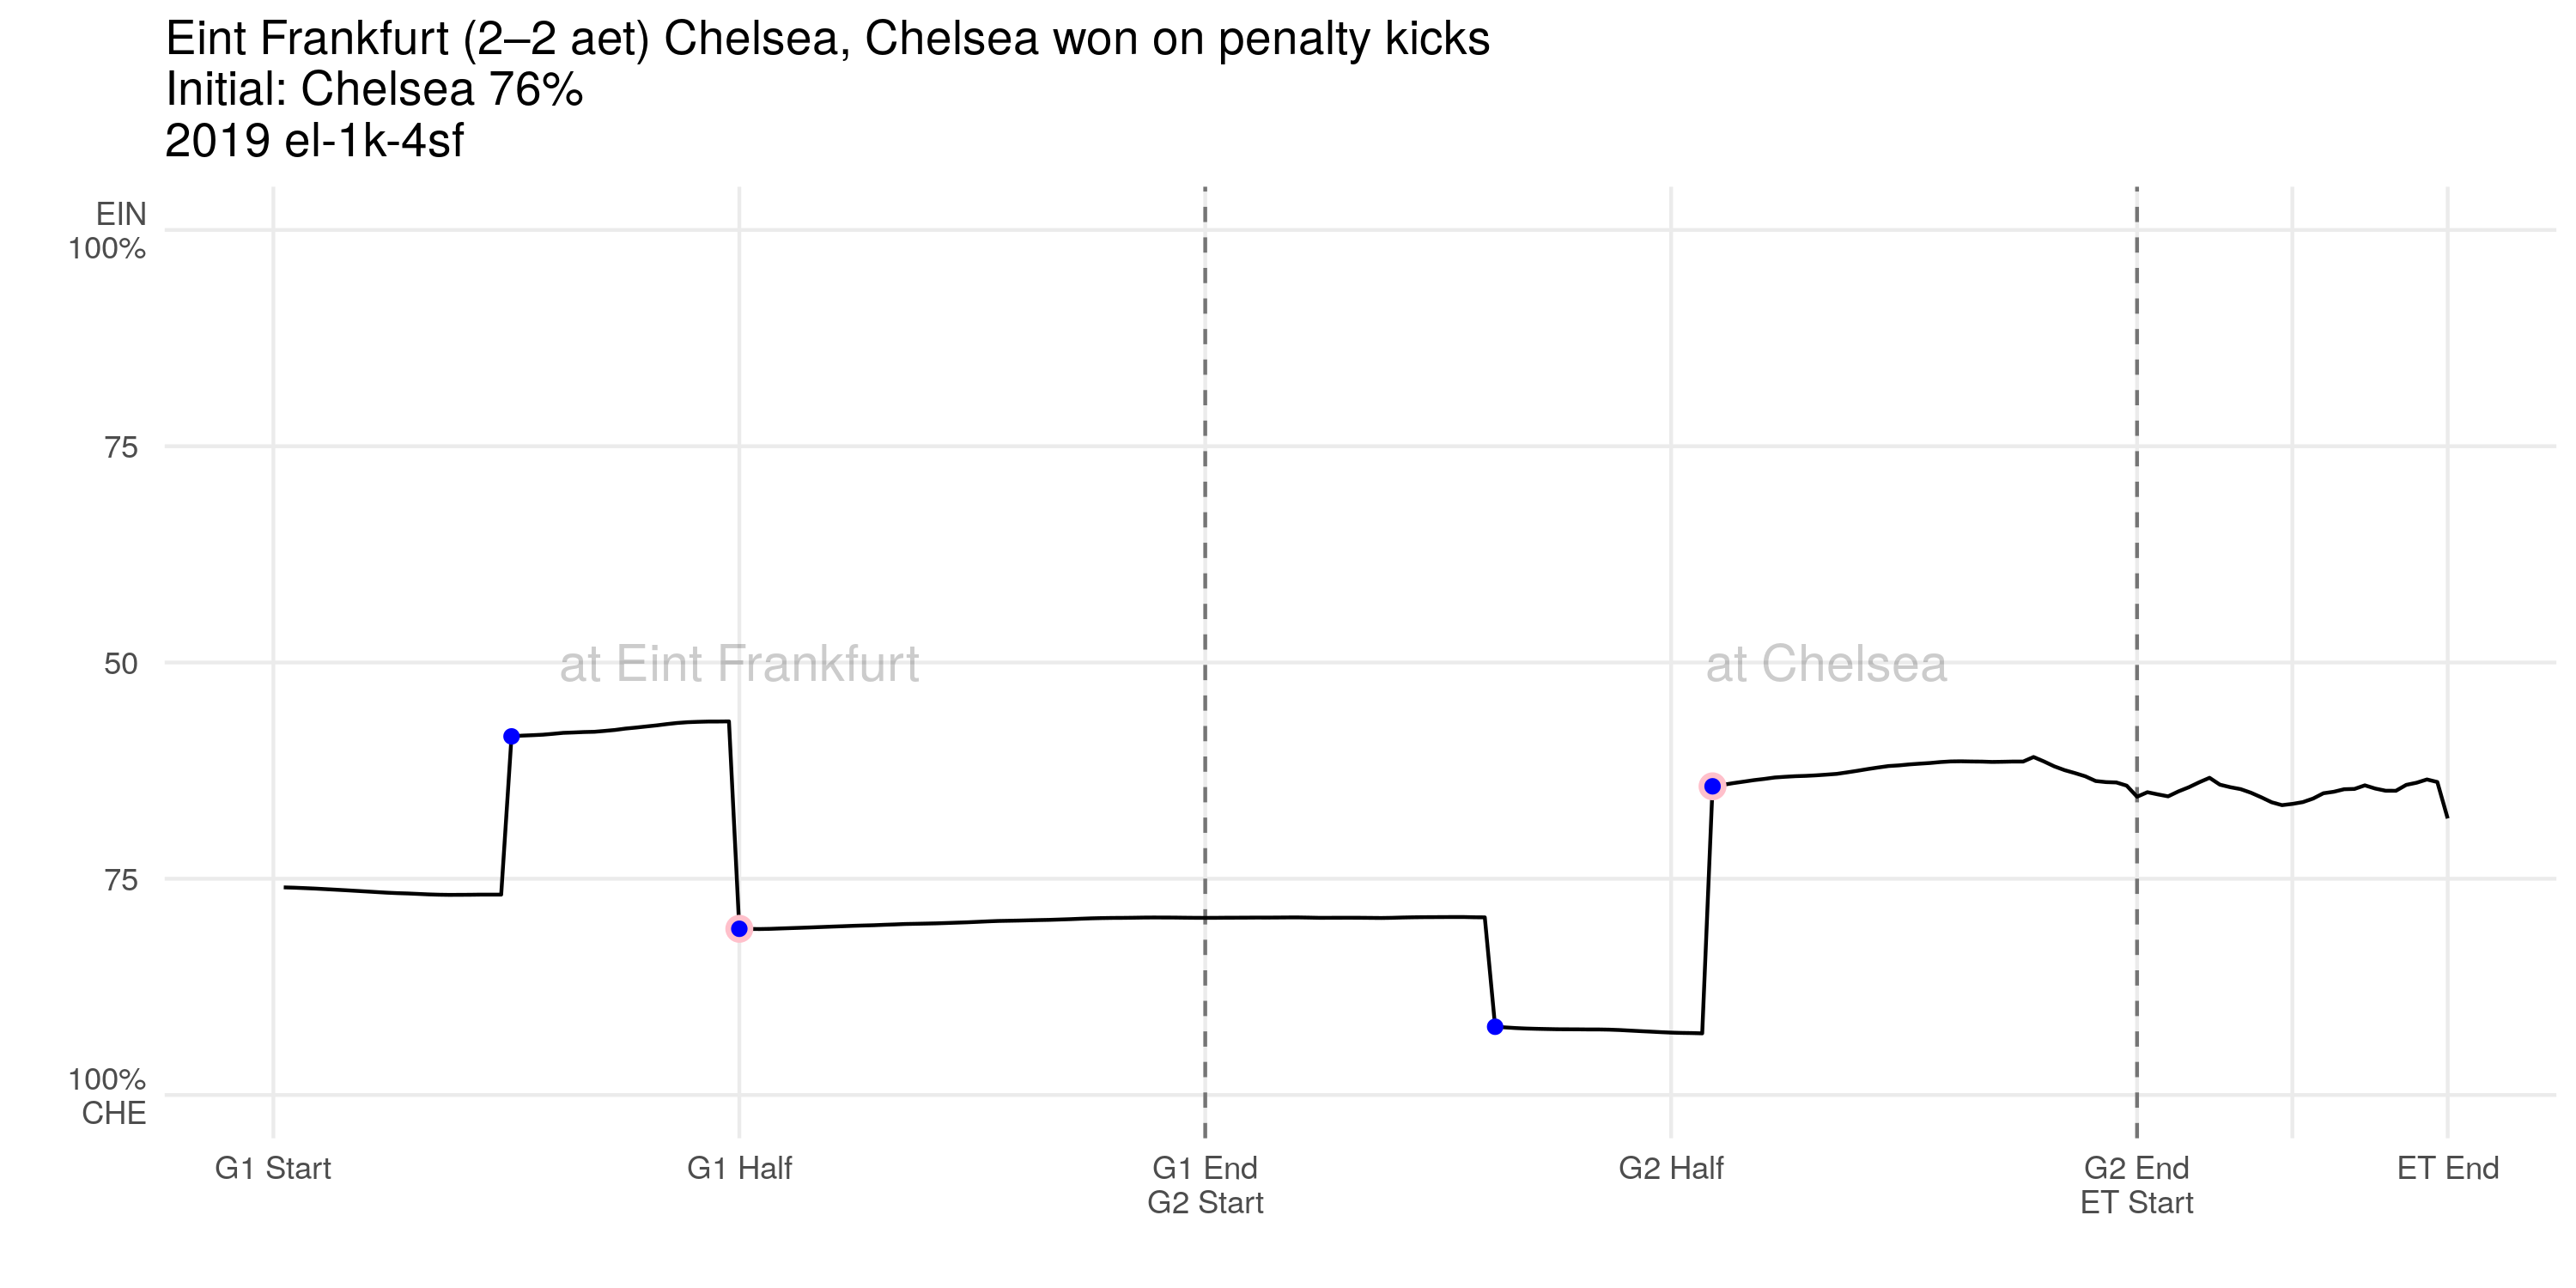 Eint Frankfurt (2–2 aet) Chelsea, Chelsea won on penalty kicks
Initial: Chelsea 76%
2019 el-1k-4sf
EIN
100%
75
50
75
100%
CHE
at Eint Frankfurt
at Chelsea
G1 Start
G1 Half
G1 End
G2 Start
G2 Half
G2 End
ET Start
ET End